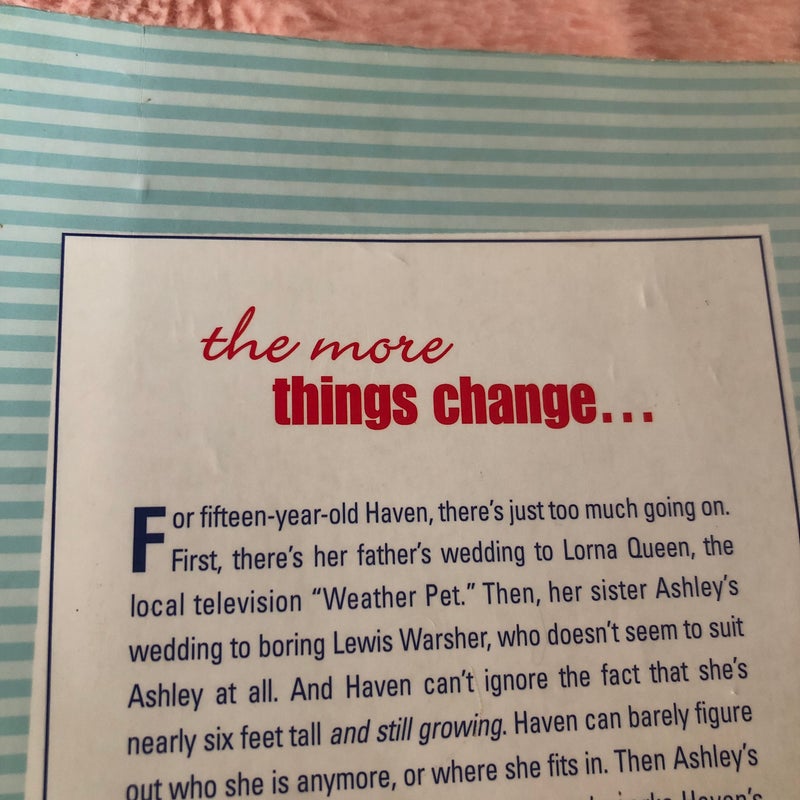 the more
things change...
For fifteen-year-old Haven, there's just too much going on.
First, there's her father's wedding to Lorna Queen, the
local television “Weather Pet.” Then, her sister Ashley's
wedding to boring Lewis Warsher, who doesn't seem to suit
Ashley at all. And Haven can't ignore the fact that she's
nearly six feet tall and still growing. Haven can barely figure
out who she is anymore, or where she fits in. Then Ashley's
Haven's